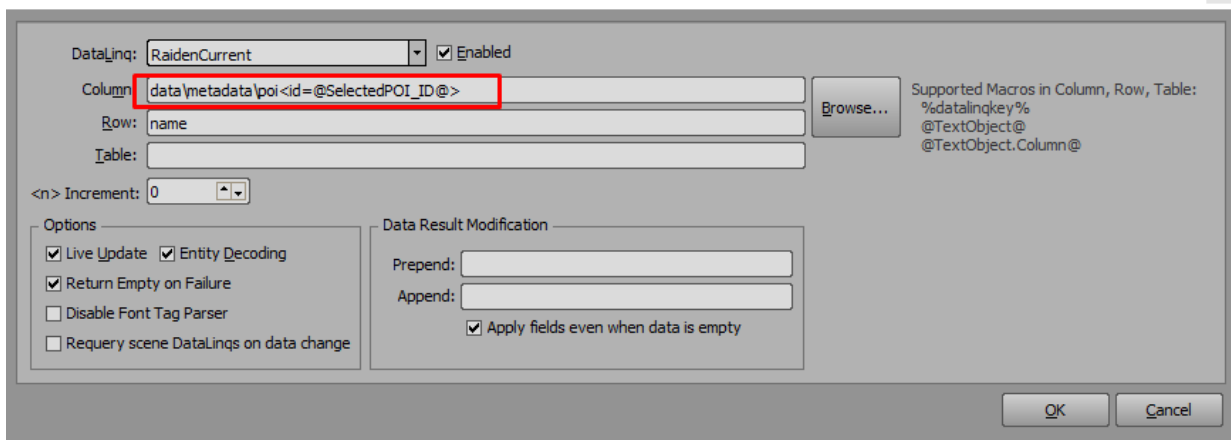 DataLinq: RaidenCurrent Enabled
Column data\metadata\poi<id=@SelectedPOI_ID@> Browse...
Row: name
Table:
<n> Increment: 0
Supported Macros in Column, Row, Table:
%datalinqkey%
@TextObject@
@TextObject.Column@
Options
Live Update Entity Decoding
Return Empty on Failure
Disable Font Tag Parser
Requery scene DataLinqs on data change
Data Result Modification
Prepend:
Append:
Apply fields even when data is empty
OK Cancel